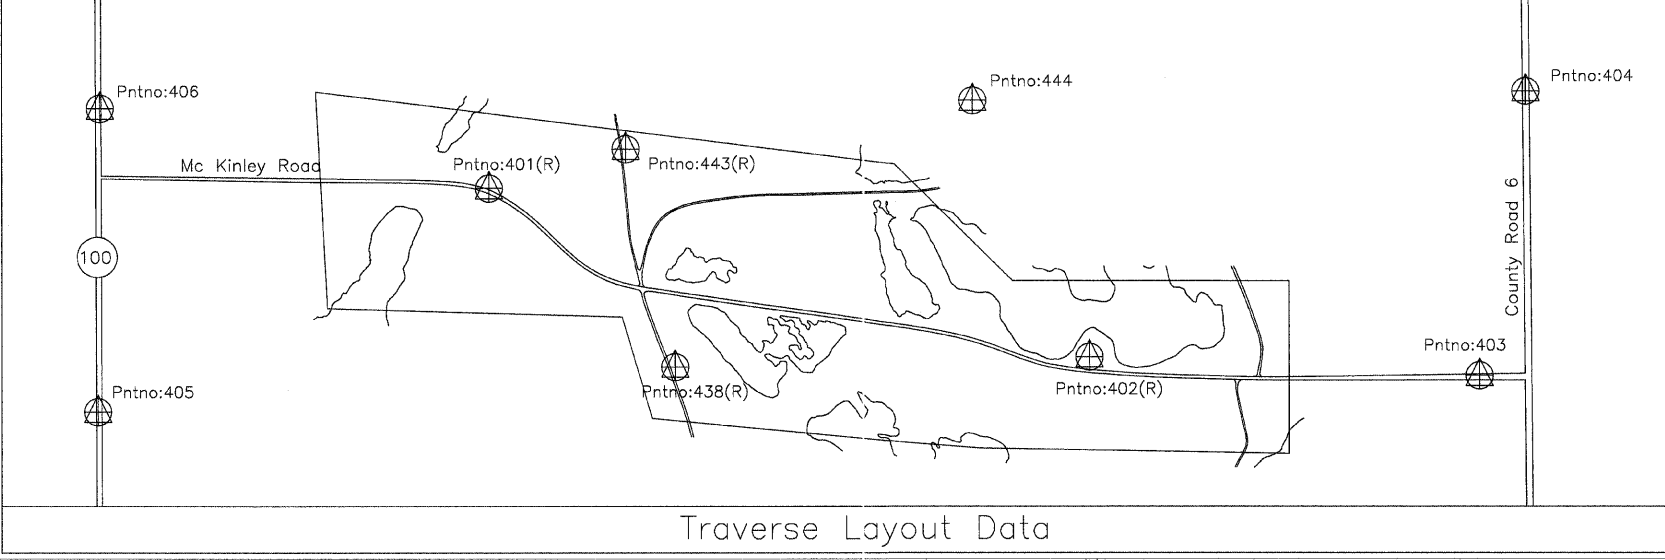 Pntno:406
Pntno:444
Pntno:404
Mc Kinley Road
Pntno:401(R)
Pntno:443(R)
100
County Road 6
Pntno:403
Pntno:405
Pntno:438(R)
Pntno:402(R)
Traverse Layout Data